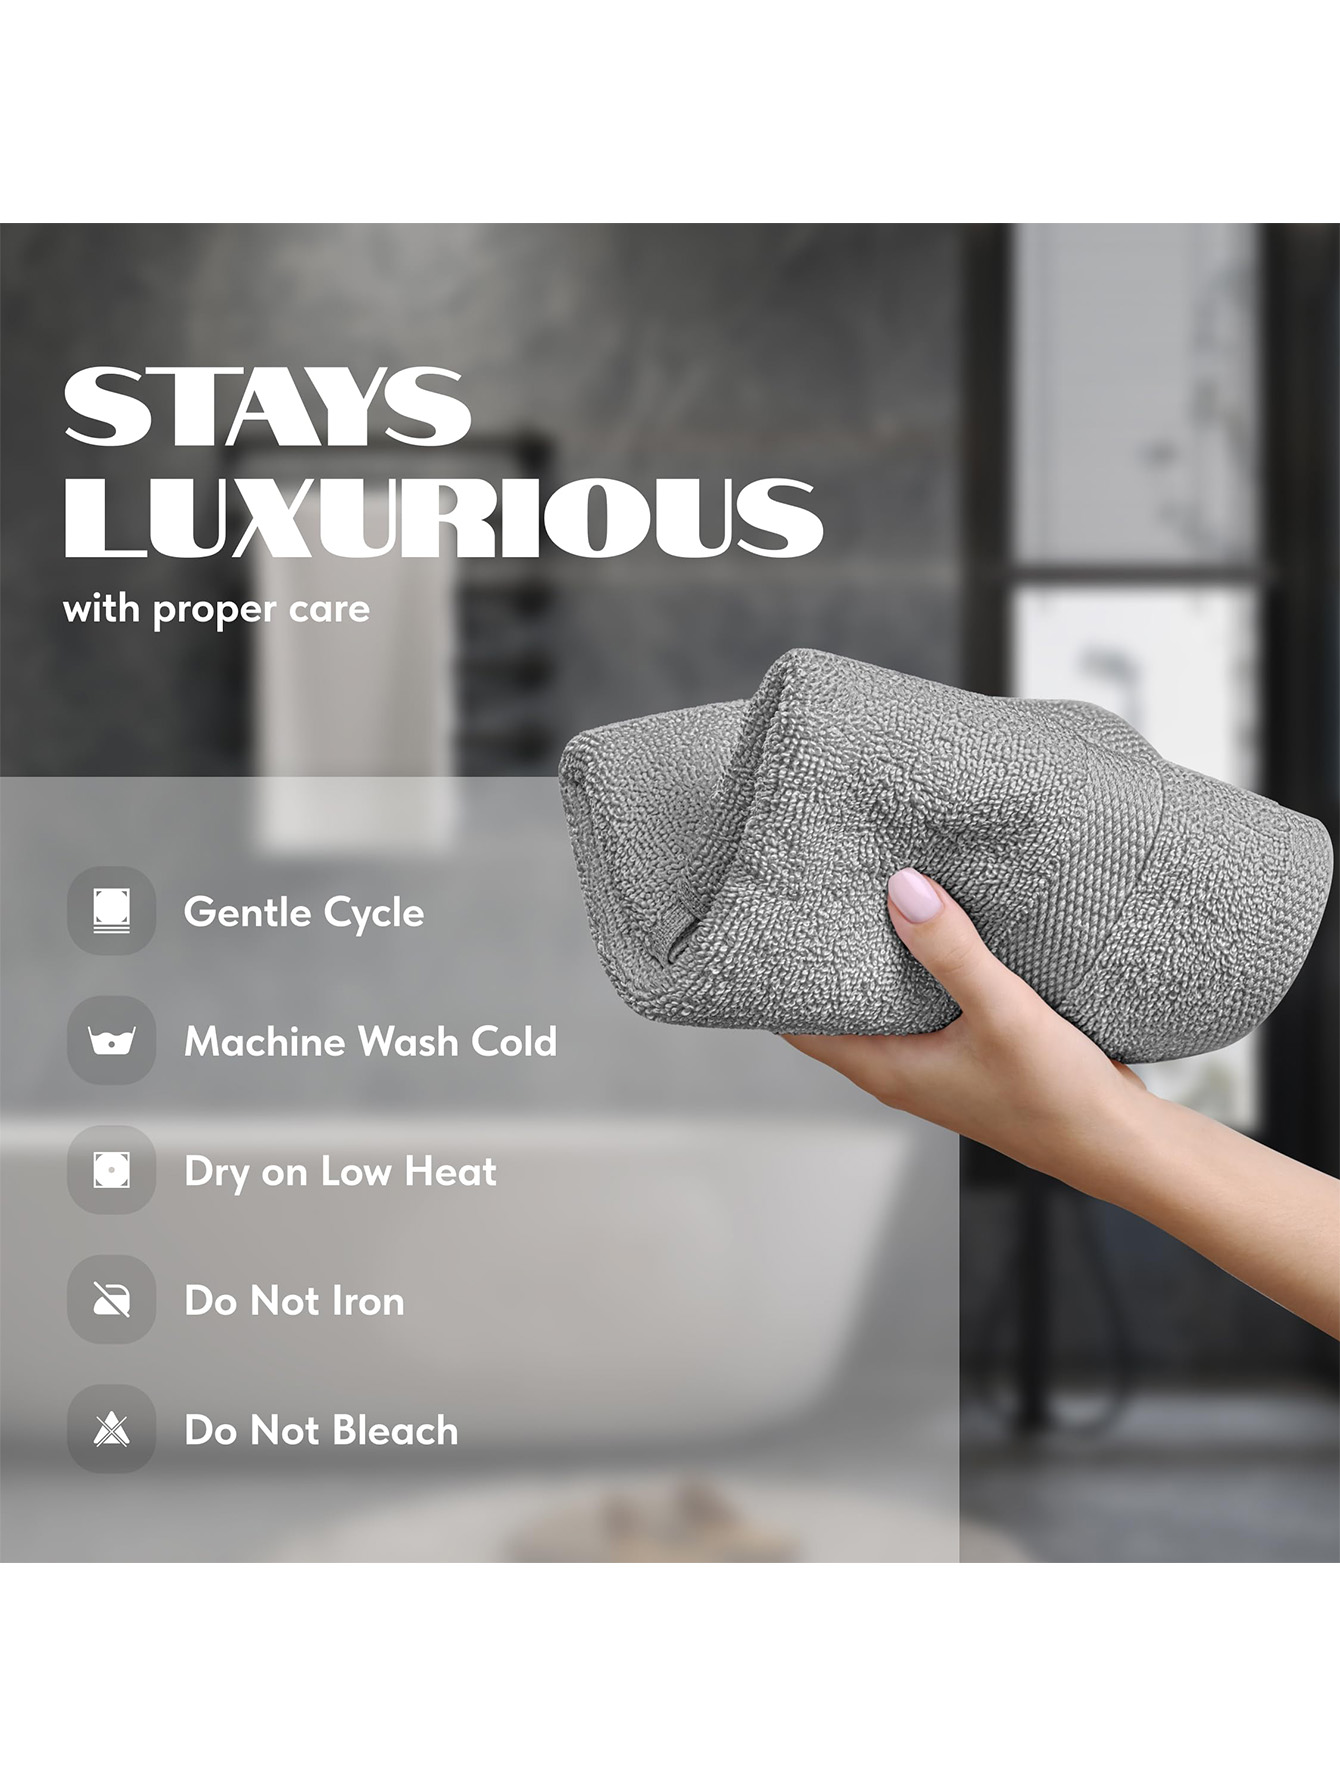 STAYS
LUXURIOUS
with proper care
Gentle Cycle
Machine Wash Cold
Dry on Low Heat
Do Not Iron
Do Not Bleach